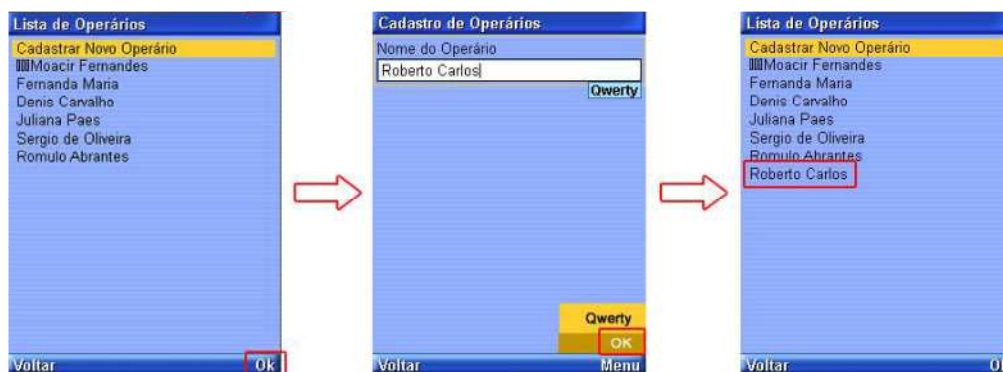 Lista de Operários
Cadastrar Novo Operário
Moacir Fernandes
Fernanda Maria
Denis Carvalho
Juliana Paes
Sergio de Oliveira
Romulo Abrantes
Voltar Ok
Cadastro de Operários
Nome do Operário
Roberto Carlos
Qwerty
Qwerty
OK
Voltar Menu
Lista de Operários
Cadastrar Novo Operário
Moacir Fernandes
Fernanda Maria
Denis Carvalho
Juliana Paes
Sergio de Oliveira
Romulo Abrantes
Roberto Carlos
Voltar